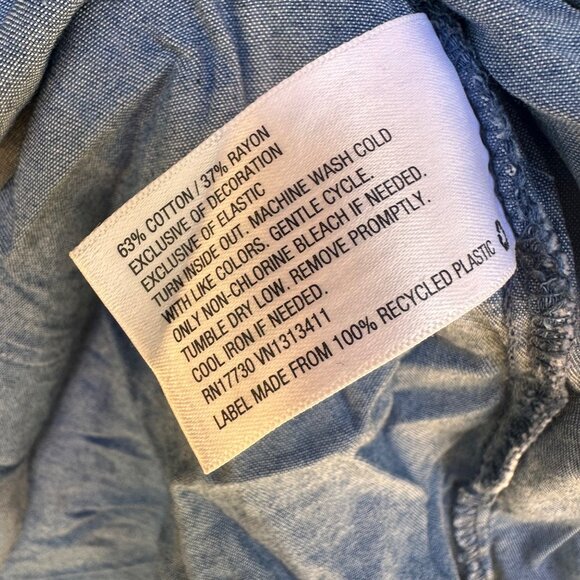 63% COTTON / 37% RAYON
EXCLUSIVE OF DECORATION
EXCLUSIVE OF ELASTIC
TURN INSIDE OUT. MACHINE WASH COLD
WITH LIKE COLORS. GENTLE CYCLE.
ONLY NON-CHLORINE BLEACH IF NEEDED.
TUMBLE DRY LOW. REMOVE PROMPTLY.
COOL IRON IF NEEDED.
RN17730 VN1313411
LABEL MADE FROM 100% RECYCLED PLASTIC